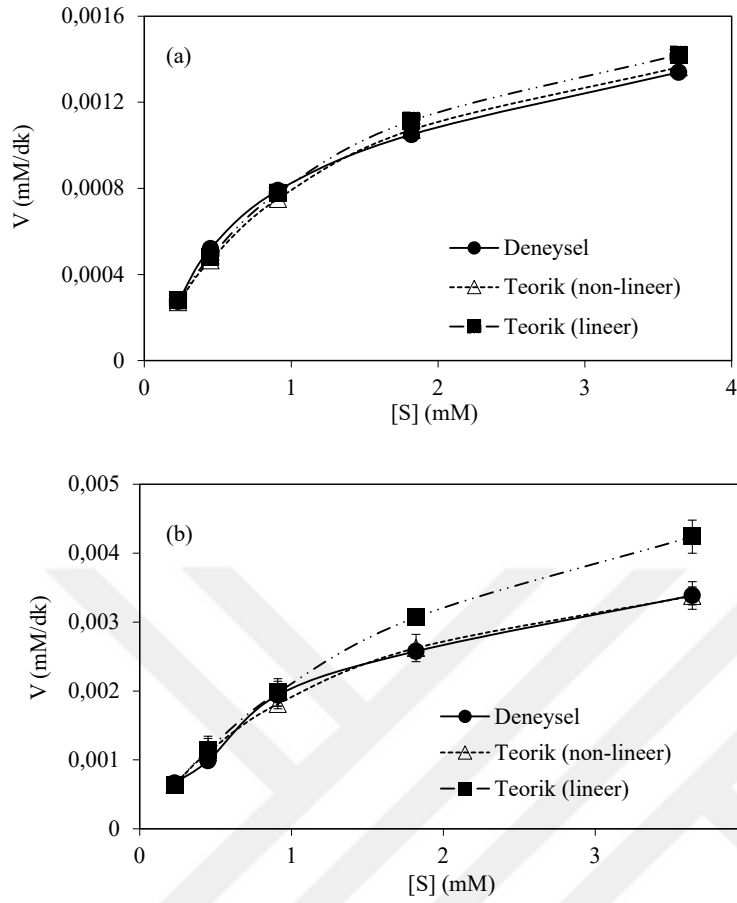 0,0016
(a)
0,0012
0,0008
0,0004
0
V (mM/dk)
Deneysel
Teorik (non-lineer)
Teorik (lineer)
0 1 2 3 4
[S] (mM)
0,005
(b)
0,004
0,003
0,002
0,001
0
V (mM/dk)
Deneysel
Teorik (non-lineer)
Teorik (lineer)
0 1 2 3
[S] (mM)